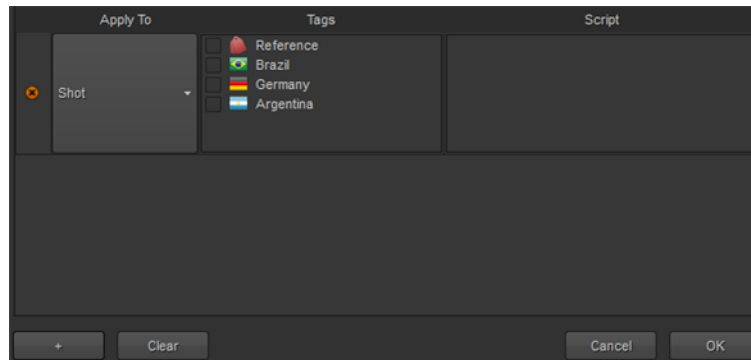 Apply To Tags Script
Shot
Reference
Brazil
Germany
Argentina
+ Clear Cancel OK